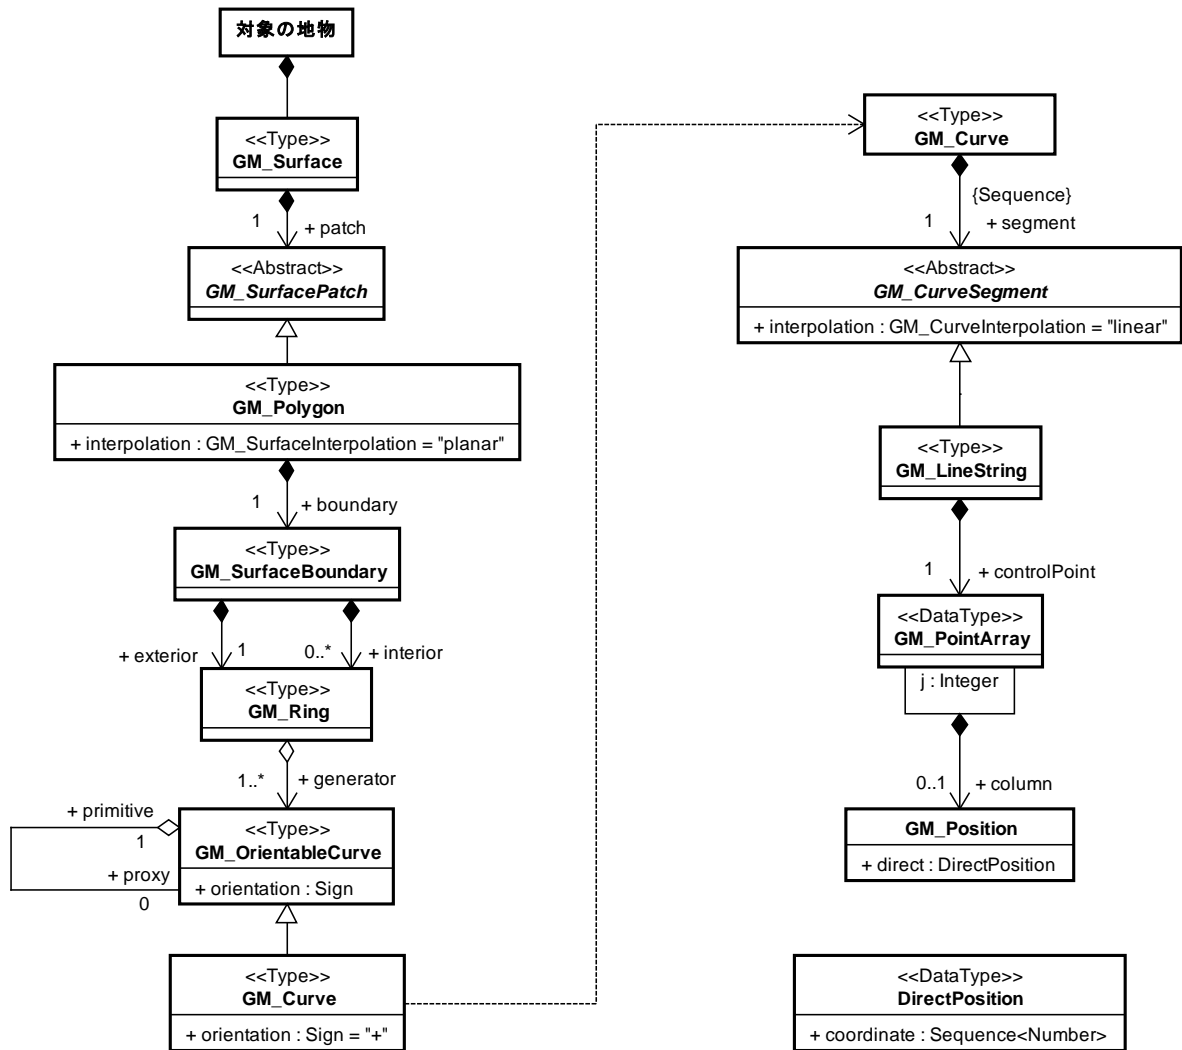 対象の地物
<<Type>>
GM_Surface
1
+ patch
<<Abstract>>
GM_SurfacePatch
<<Type>>
GM_Polygon
+ interpolation : GM_SurfaceInterpolation = "planar"
1
+ boundary
<<Type>>
GM_SurfaceBoundary
+ exterior
1
0..*
+ interior
<<Type>>
GM_Ring
1..*
+ generator
+ primitive
1
+ proxy
0
<<Type>>
GM_OrientableCurve
+ orientation : Sign
<<Type>>
GM_Curve
+ orientation : Sign = "+"
<<Type>>
GM_Curve
{Sequence}
1
+ segment
<<Abstract>>
GM_CurveSegment
+ interpolation : GM_CurveInterpolation = "linear"
<<Type>>
GM_LineString
1
+ controlPoint
<<DataType>>
GM_PointArray
j : Integer
0..1
+ column
GM_Position
+ direct : DirectPosition
<<DataType>>
DirectPosition
+ coordinate : Sequence<Number>